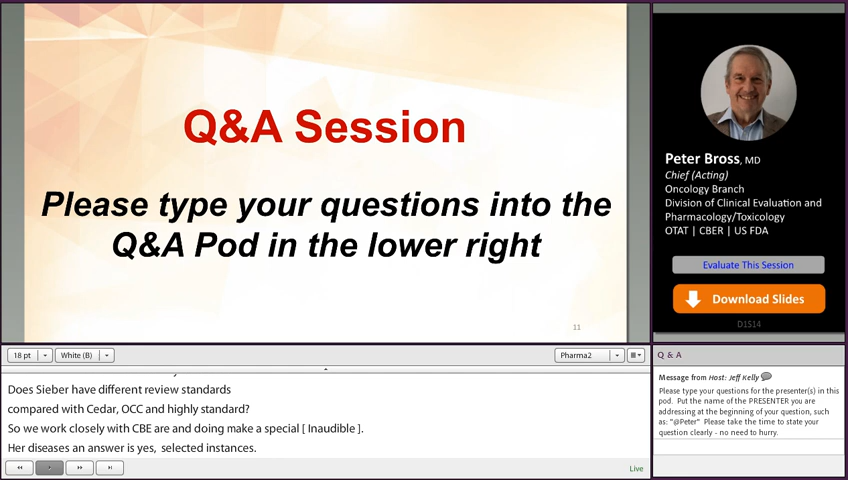 Q&A Session
Please type your questions into the
Q&A Pod in the lower right
11
Peter Bross, MD
Chief (Acting)
Oncology Branch
Division of Clinical Evaluation and
Pharmacology/Toxicology
OTAT | CBER | US FDA
Evaluate This Session
Download Slides
D1S14
18 pt
White (B)
Pharma2
Does Sieber have different review standards
compared with Cedar, OCC and highly standard?
So we work closely with CBE are and doing make a special [ Inaudible ].
Her diseases an answer is yes, selected instances.
Live
Q & A
Message from Host: Jeff Kelly
Please type your questions for the presenter(s) in this
pod. Put the name of the PRESENTER you are
addressing at the beginning of your question, such
as: "@Peter" Please take the time to state your
question clearly - no need to hurry.